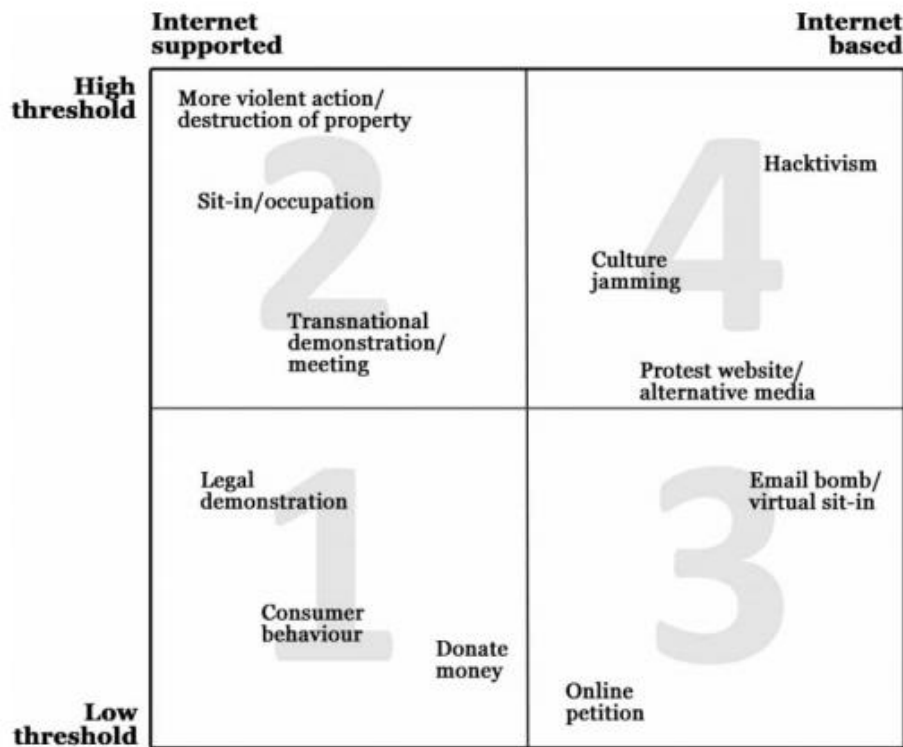 Internet
supported
Internet
based
High
threshold
More violent action/
destruction of property
2
Sit-in/occupation
Transnational
demonstration/
meeting
4
Hacktivism
Culture
jamming
Protest website/
alternative media
1
Legal
demonstration
Consumer
behaviour
Donate
money
3
Email bomb/
virtual sit-in
Online
petition
Low
threshold